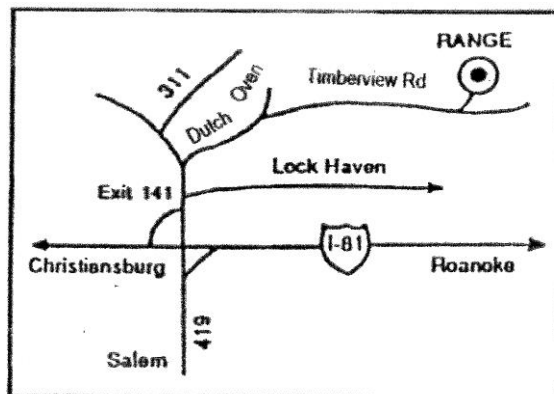 RANGE
311
Dutch Oven
Timberview Rd
Lock Haven
Exit 141
I-81
Christiansburg
Roanoke
419
Salem